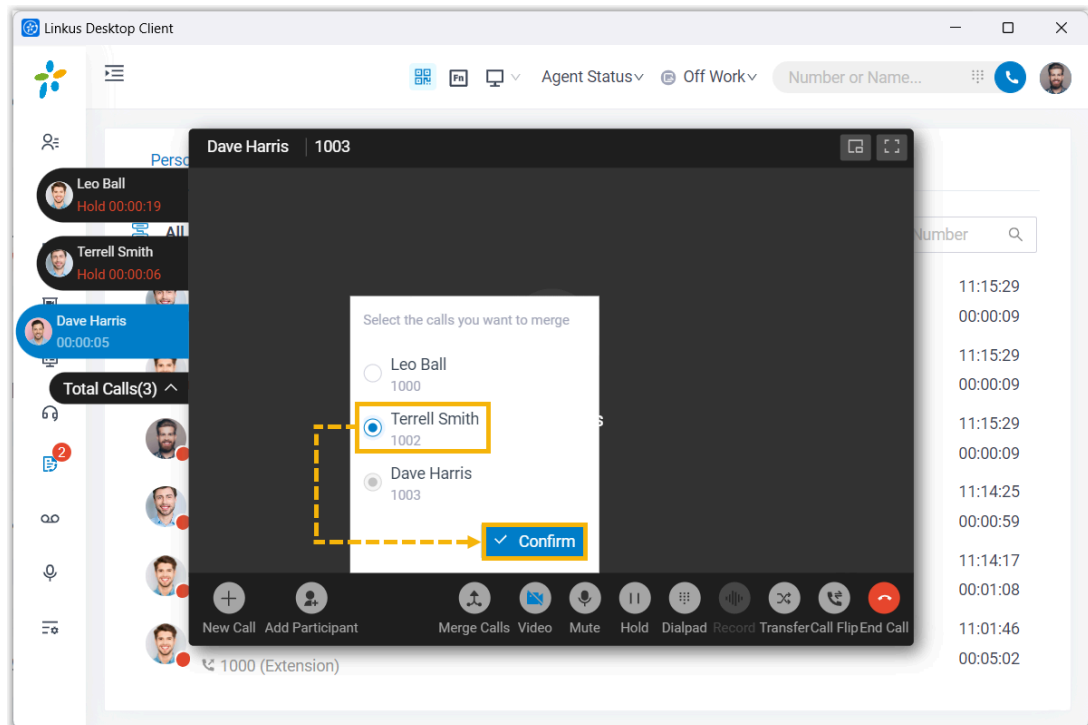 Linkus Desktop Client
Fn
Agent Status
Off Work
Number or Name...
Dave Harris
1003
Perso
Leo Ball
Hold 00:00:19
All
Number
Terrell Smith
Hold 00:00:06
11:15:29
00:00:09
Dave Harris
00:00:05
Total Calls(3)
Select the calls you want to merge
Leo Ball
1000
Terrell Smith
1002
Dave Harris
1003
Confirm
s
11:15:29
00:00:09
11:15:29
00:00:09
2
11:14:25
00:00:59
11:14:17
00:01:08
New Call
Add Participant
Merge Calls
Video
Mute
Hold
Dialpad
Record
Transfer
Call Flip
End Call
11:01:46
00:05:02
1000 (Extension)